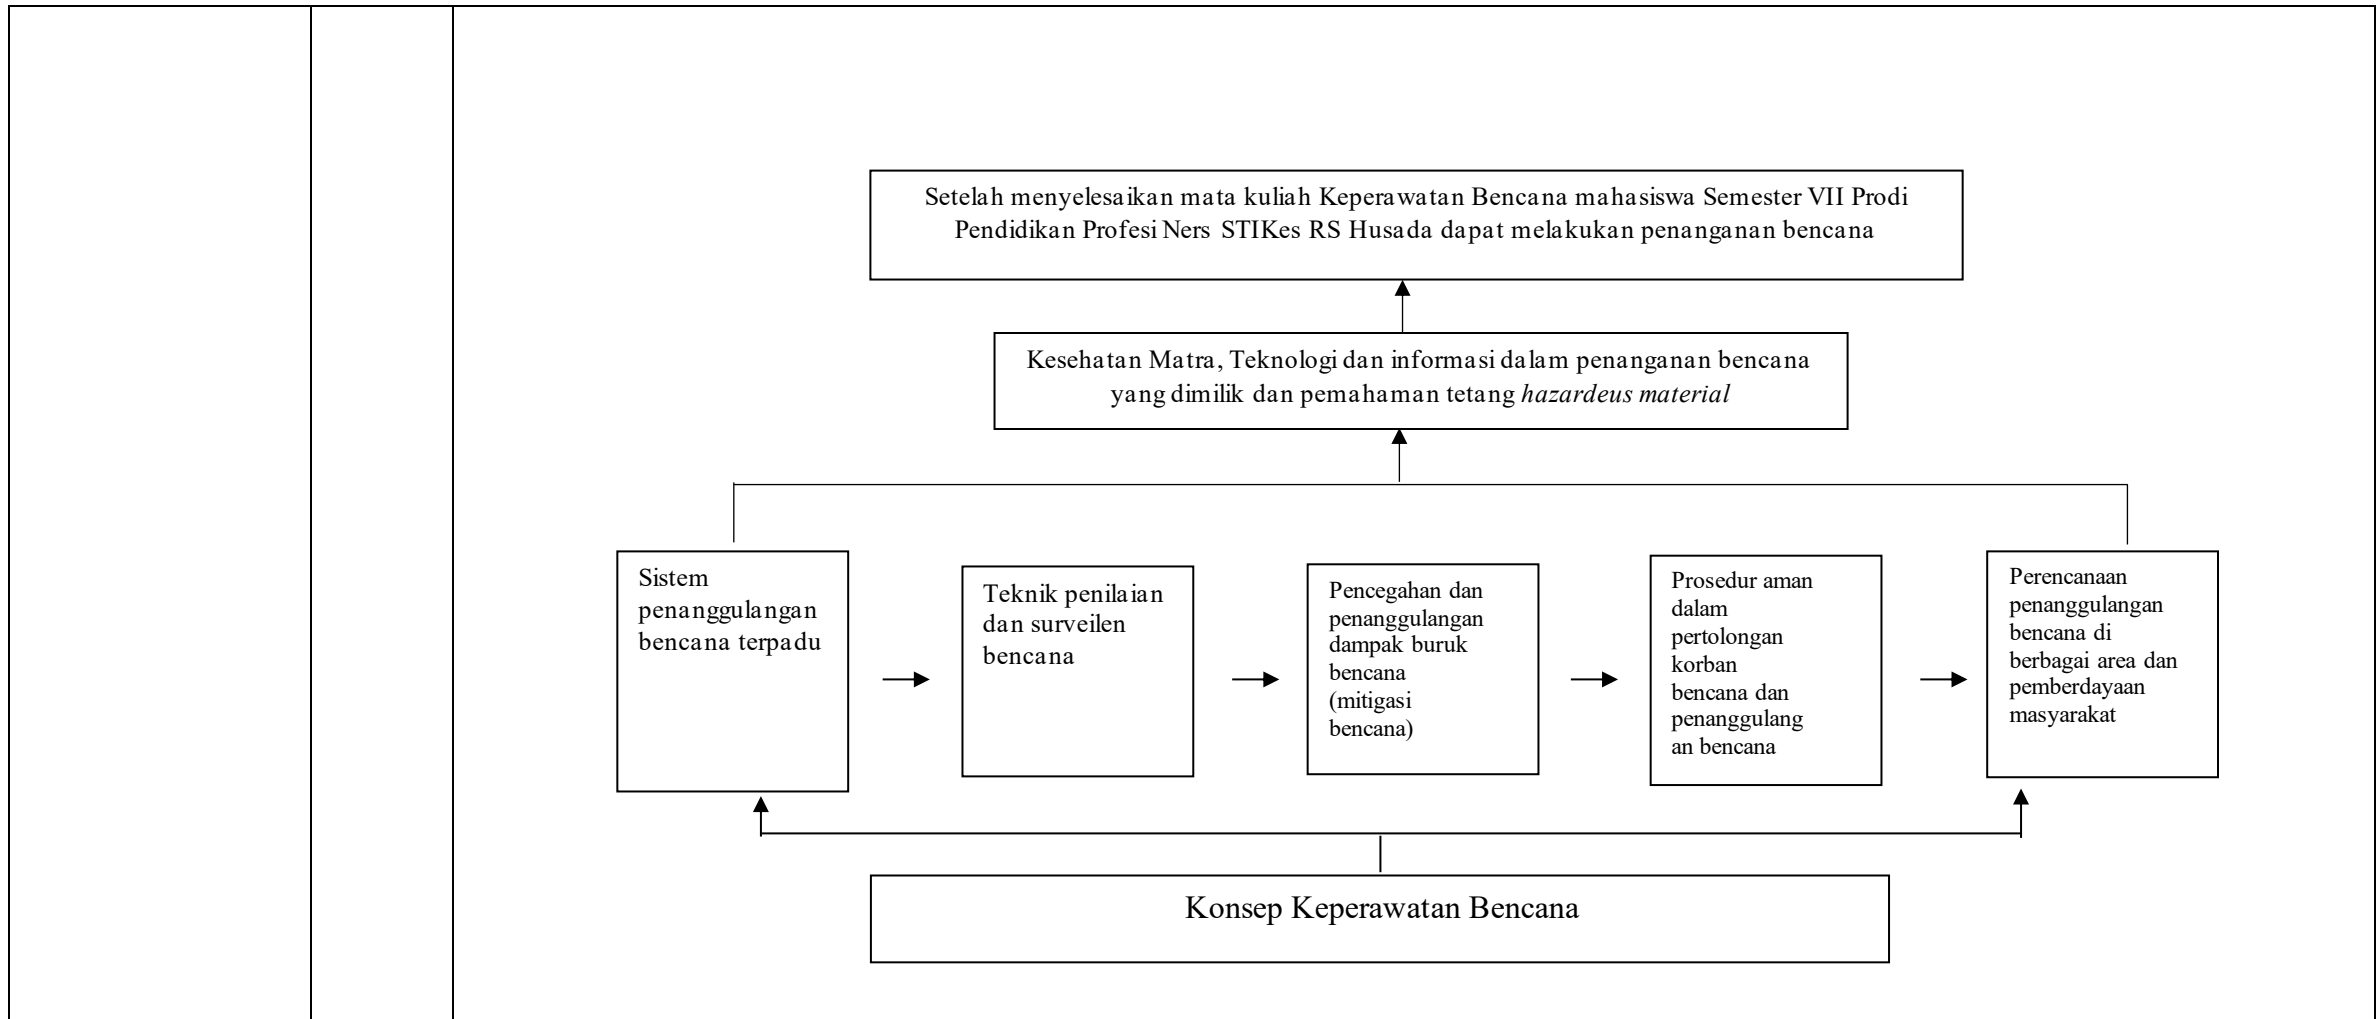 Setelah menyelesaikan mata kuliah Keperawatan Bencana mahasiswa Semester VII Prodi
Pendidikan Profesi Ners STIKes RS Husada dapat melakukan penanganan bencana
Kesehatan Matra, Teknologi dan informasi dalam penanganan bencana
yang dimilik dan pemahaman tetang hazardeus material
Sistem
penanggulangan
bencana terpadu
Teknik penilaian
dan surveilen
bencana
Pencegahan dan
penanggulangan
dampak buruk
bencana
(mitigasi
bencana)
Prosedur aman
dalam
pertolongan
korban
bencana dan
penanggulang
an bencana
Perencanaan
penanggulangan
bencana di
berbagai area dan
pemberdayaan
masyarakat
Konsep Keperawatan Bencana